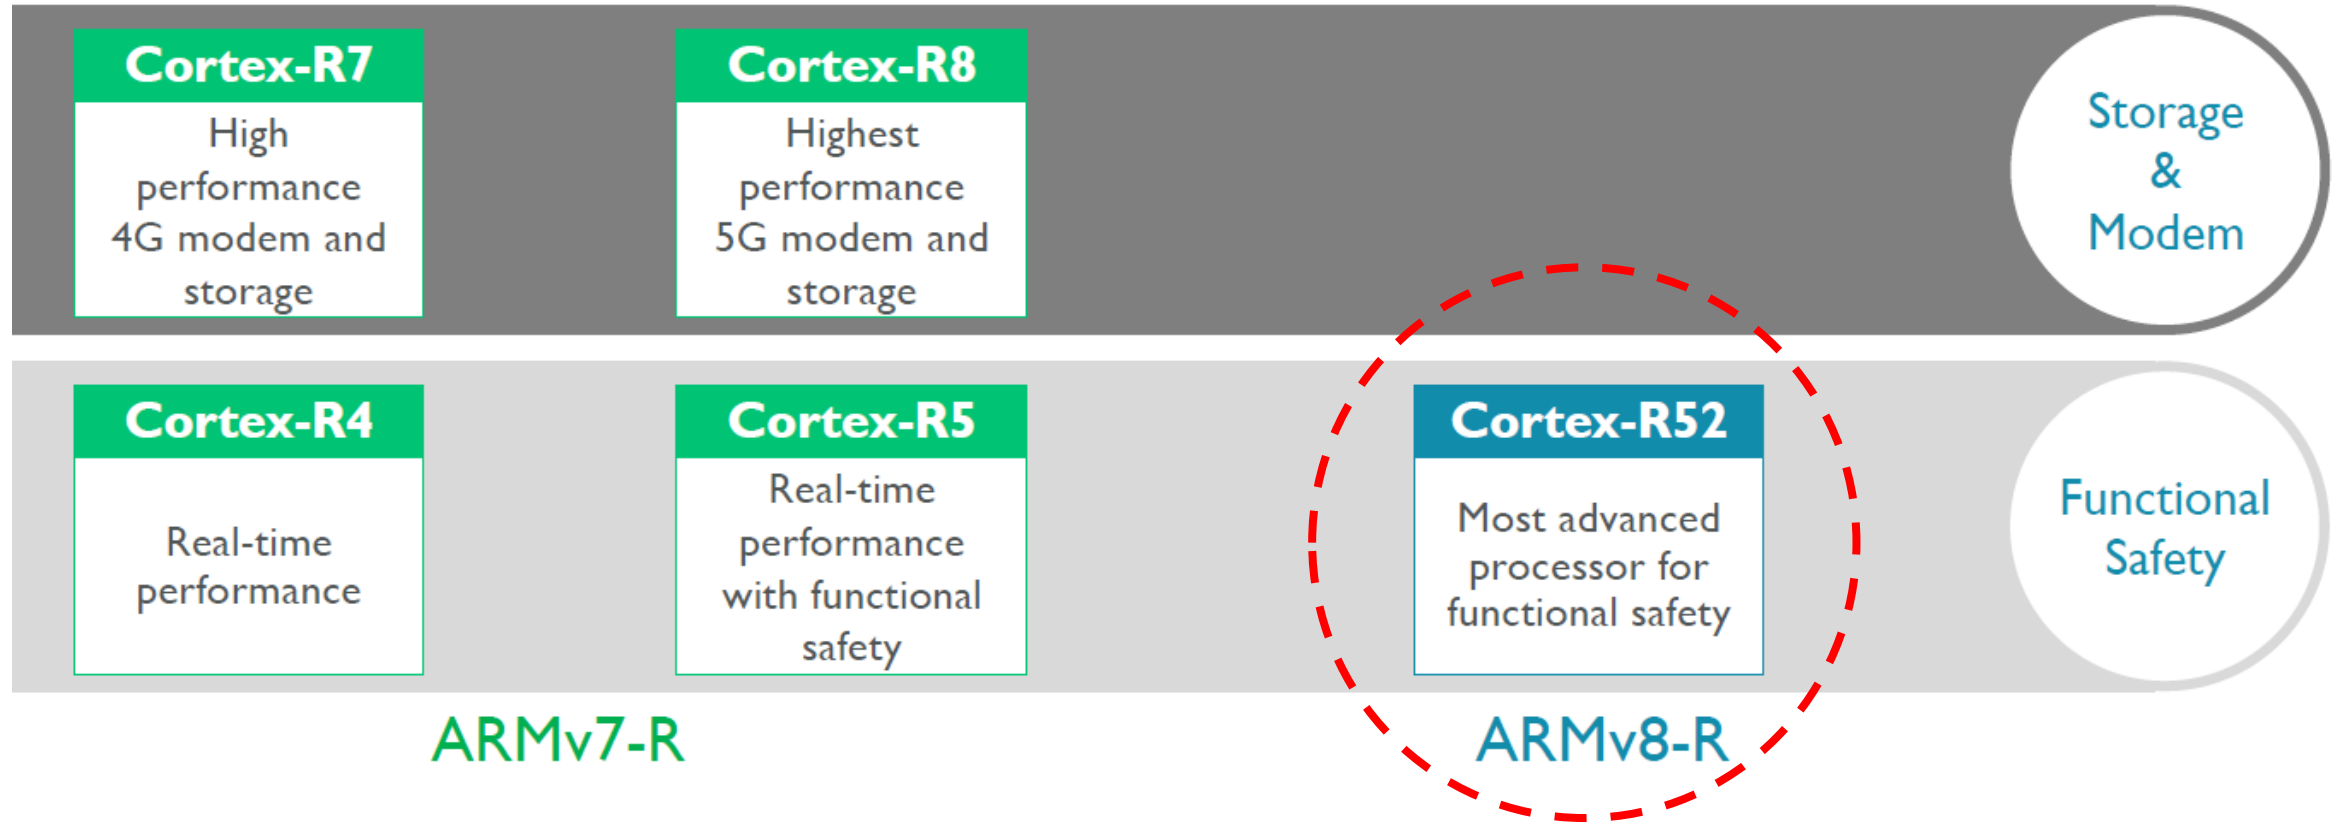 Cortex-R7
High
performance
4G modem and
storage
Cortex-R8
Highest
performance
5G modem and
storage
Storage
&
Modem
Cortex-R4
Real-time
performance
Cortex-R5
Real-time
performance
with functional
safety
Cortex-R52
Most advanced
processor for
functional safety
Functional
Safety
ARMv7-R
ARMv8-R